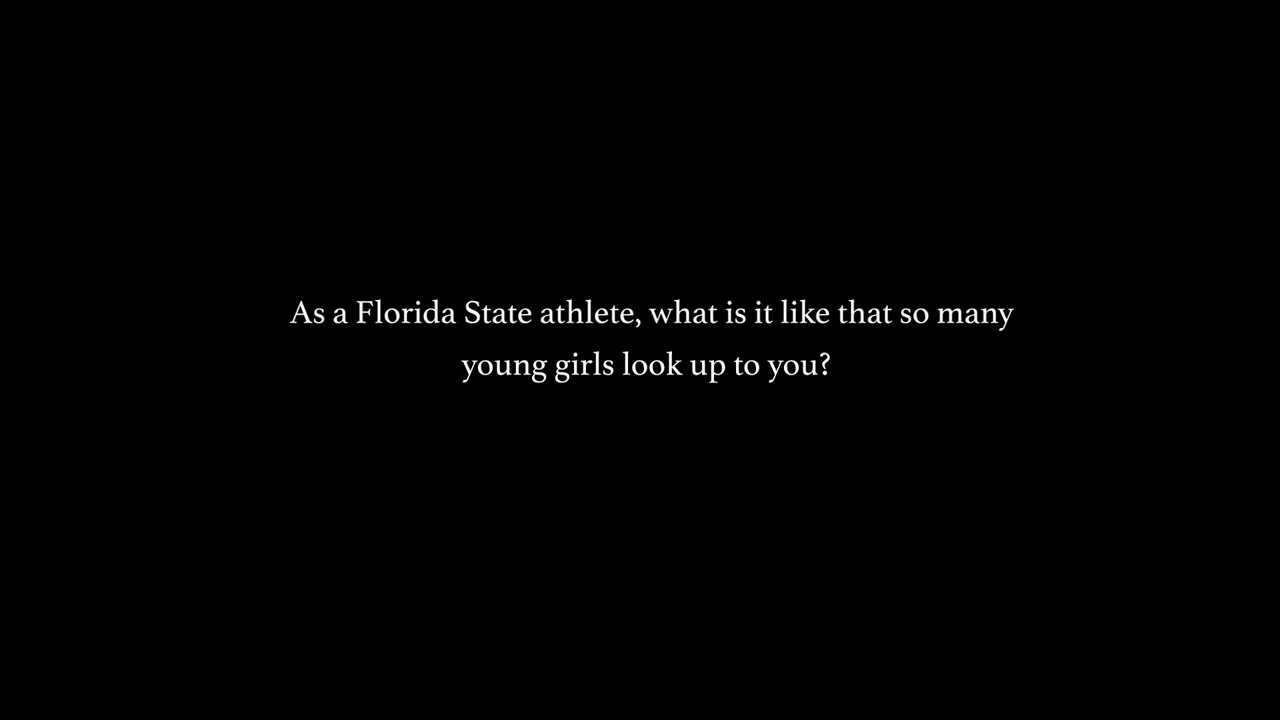 As a Florida State athlete, what is it like that so many
young girls look up to you?